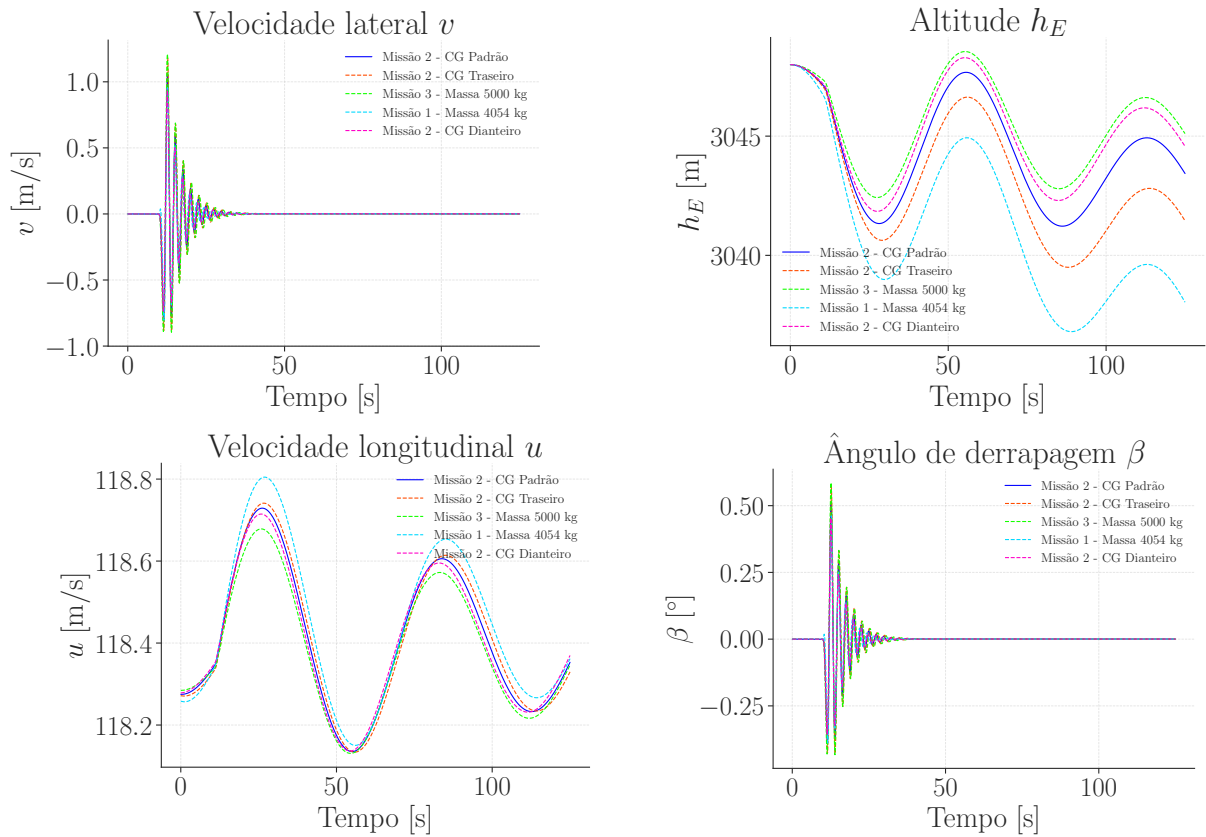 Velocidade lateral v
Missão 2 - CG Padrão
Missão 2 - CG Traseiro
Missão 3 - Massa 5000 kg
Missão 1 - Massa 4054 kg
Missão 2 - CG Dianteiro
v [m/s]
1.0
0.5
0.0
−0.5
−1.0
0 50 100
Tempo [s]
Altitude h_E
h_E [m]
3045
3040
Missão 2 - CG Padrão
Missão 2 - CG Traseiro
Missão 3 - Massa 5000 kg
Missão 1 - Massa 4054 kg
Missão 2 - CG Dianteiro
0 50 100
Tempo [s]
Velocidade longitudinal u
Missão 2 - CG Padrão
Missão 2 - CG Traseiro
Missão 3 - Massa 5000 kg
Missão 1 - Massa 4054 kg
Missão 2 - CG Dianteiro
u [m/s]
118.8
118.6
118.4
118.2
0 50 100
Tempo [s]
Ângulo de derrapagem β
Missão 2 - CG Padrão
Missão 2 - CG Traseiro
Missão 3 - Massa 5000 kg
Missão 1 - Massa 4054 kg
Missão 2 - CG Dianteiro
β [°]
0.50
0.25
0.00
−0.25
0 50 100
Tempo [s]